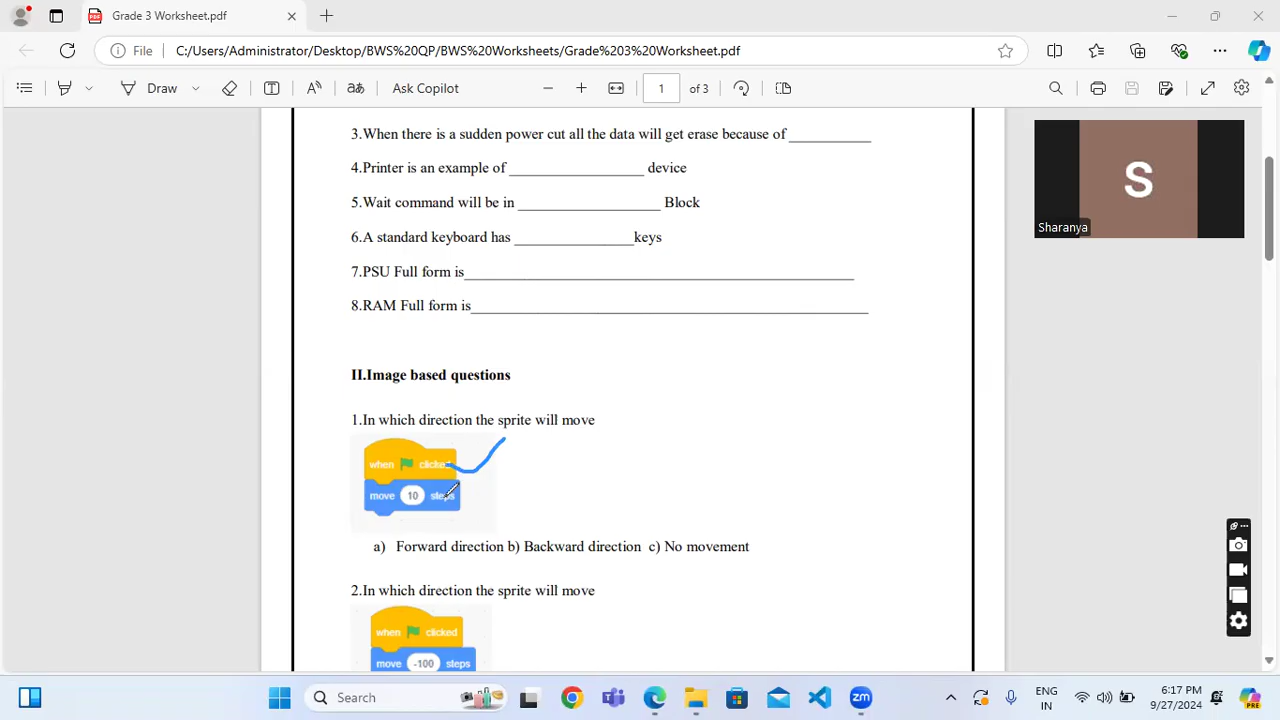 Grade 3 Worksheet.pdf
File C:/Users/Administrator/Desktop/BWS%20QP/BWS%20Worksheets/Grade%203%20Worksheet.pdf
Draw Ask Copilot 1 of 3
3.When there is a sudden power cut all the data will get erase because of ___________
4.Printer is an example of __________________ device
5.Wait command will be in ___________________ Block
6.A standard keyboard has ________________keys
7.PSU Full form is____________________________________________________
8.RAM Full form is_____________________________________________________
II.Image based questions
1.In which direction the sprite will move
when clicked
move 10 steps
a) Forward direction b) Backward direction c) No movement
2.In which direction the sprite will move
when clicked
move -100 steps
S
Sharanya
Search
ENG
IN
6:17 PM
9/27/2024